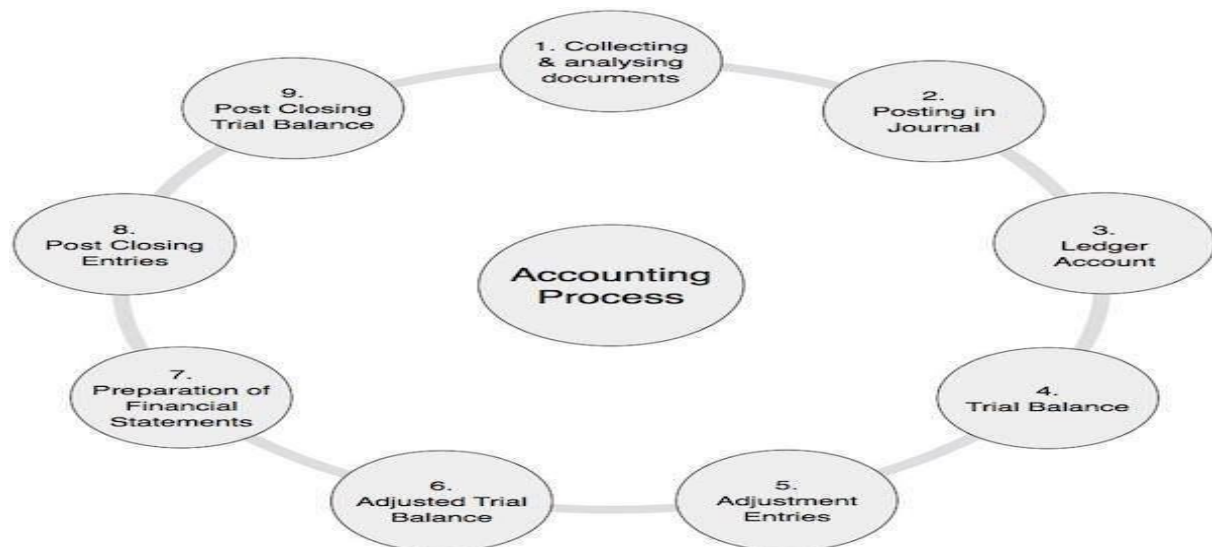 1. Collecting
& analysing
documents
2.
Posting in
Journal
3.
Ledger
Account
4.
Trial Balance
5.
Adjustment
Entries
6.
Adjusted Trial
Balance
7.
Preparation of
Financial
Statements
8.
Post Closing
Entries
9.
Post Closing
Trial Balance
Accounting
Process